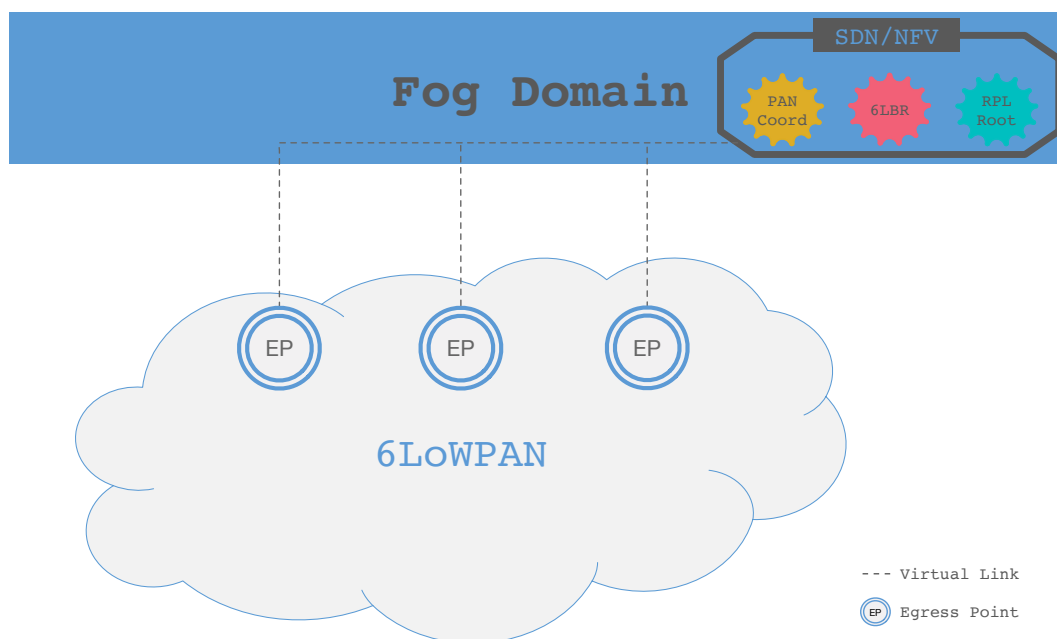 SDN/NFV
Fog Domain
PAN
Coord
6LBR
RPL
Root
EP
EP
EP
6LoWPAN
--- Virtual Link
EP Egress Point